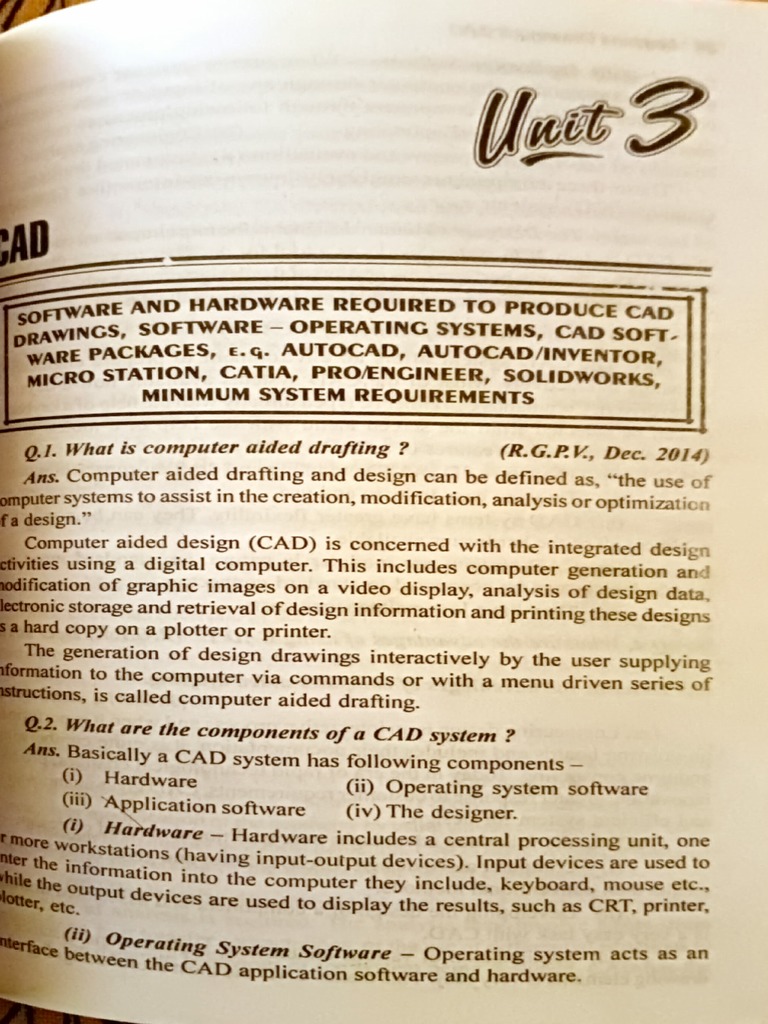 Unit 3
CAD
SOFTWARE AND HARDWARE REQUIRED TO PRODUCE CAD
DRAWINGS, SOFTWARE – OPERATING SYSTEMS, CAD SOFT-
WARE PACKAGES, E.g. AUTOCAD, AUTOCAD/INVENTOR,
MICRO STATION, CATIA, PRO/ENGINEER, SOLIDWORKS,
MINIMUM SYSTEM REQUIREMENTS
Q.1. What is computer aided drafting ? (R.G.P.V., Dec. 2014)
Ans. Computer aided drafting and design can be defined as, “the use of
omputer systems to assist in the creation, modification, analysis or optimization
f a design.”
Computer aided design (CAD) is concerned with the integrated design
ctivities using a digital computer. This includes computer generation and
nodification of graphic images on a video display, analysis of design data,
lectronic storage and retrieval of design information and printing these designs
s a hard copy on a plotter or printer.
The generation of design drawings interactively by the user supplying
nformation to the computer via commands or with a menu driven series of
nstructions, is called computer aided drafting.
Q.2. What are the components of a CAD system ?
Ans. Basically a CAD system has following components –
(i) Hardware (ii) Operating system software
(iii) Application software (iv) The designer.
(i) Hardware – Hardware includes a central processing unit, one
r more workstations (having input-output devices). Input devices are used to
nter the information into the computer they include, keyboard, mouse etc.,
while the output devices are used to display the results, such as CRT, printer,
lotter, etc.
(ii) Operating System Software – Operating system acts as an
nterface between the CAD application software and hardware.